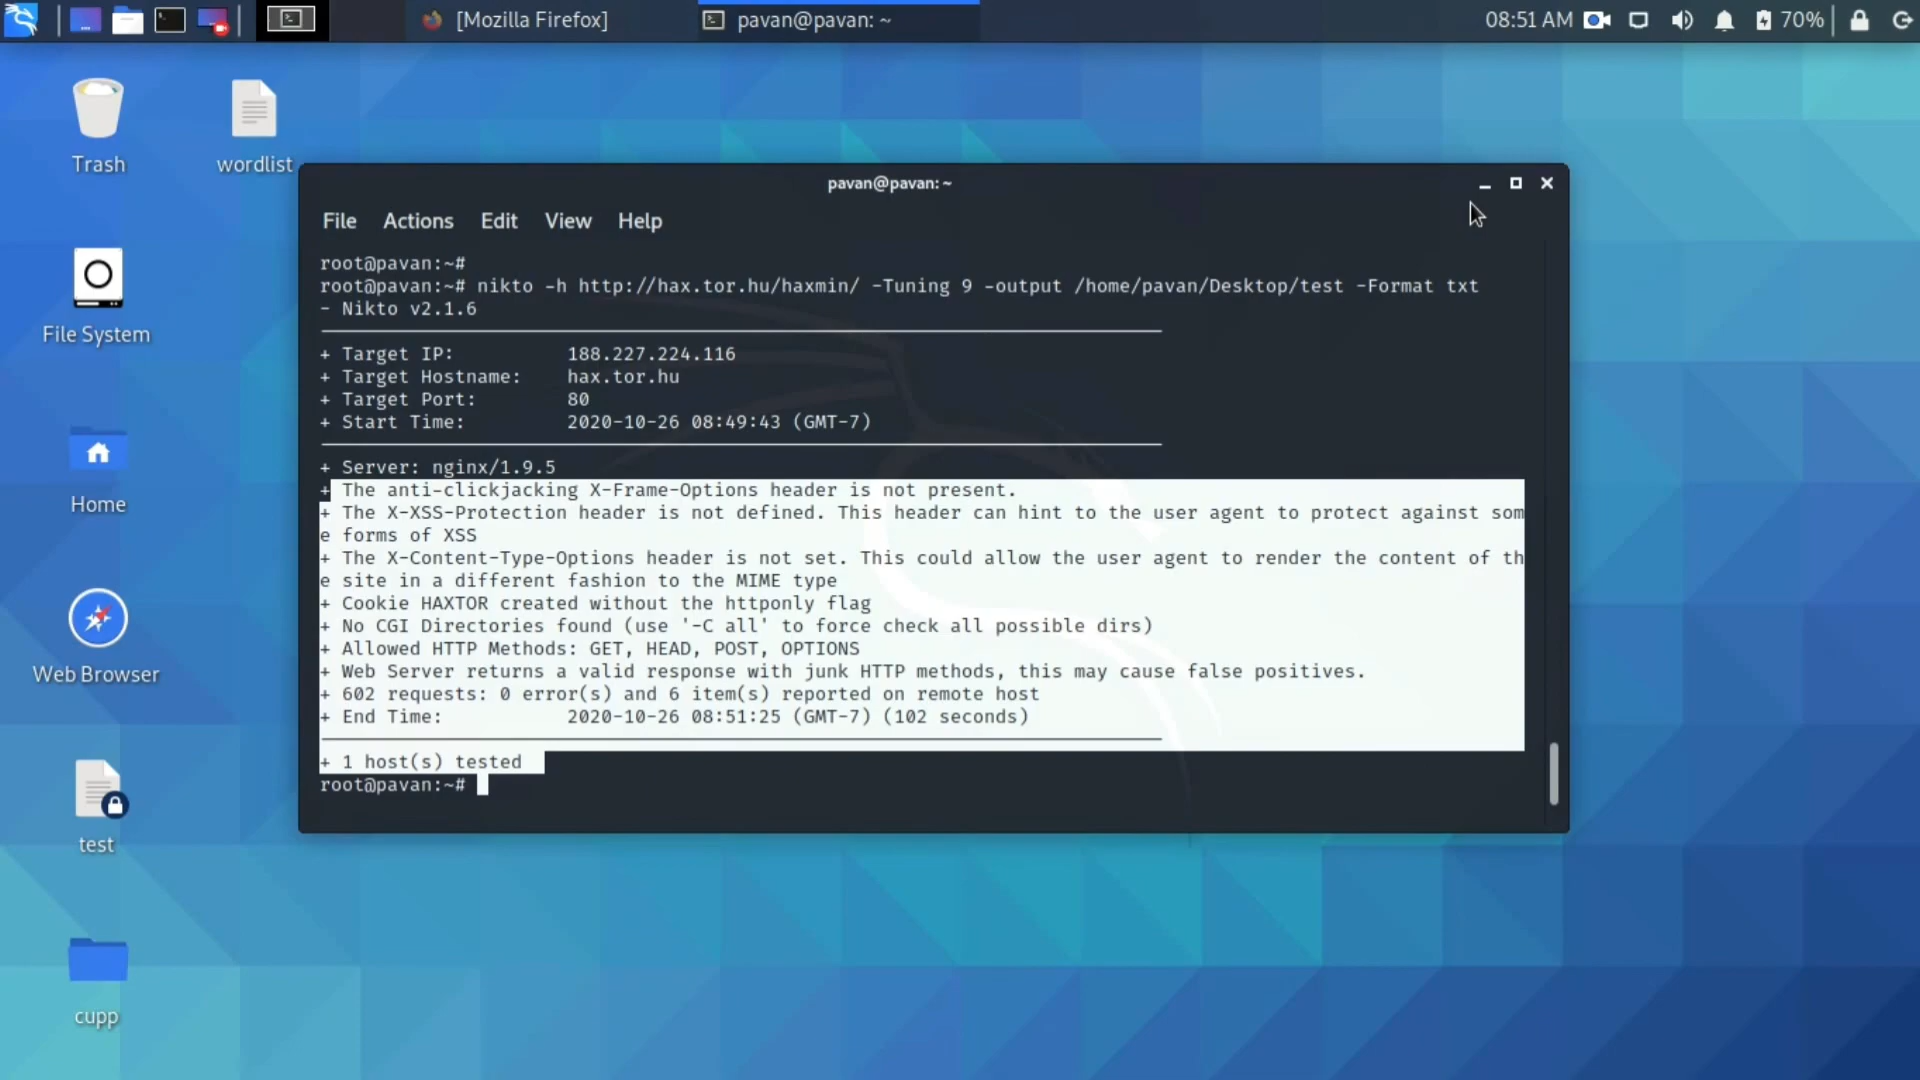 [Mozilla Firefox]
pavan@pavan: ~
08:51 AM
70%
Trash
wordlist
File System
Home
Web Browser
test
cupp
pavan@pavan: ~
File Actions Edit View Help
root@pavan:~#
root@pavan:~# nikto -h http://hax.tor.hu/haxmin/ -Tuning 9 -output /home/pavan/Desktop/test -Format txt
- Nikto v2.1.6
+ Target IP: 188.227.224.116
+ Target Hostname: hax.tor.hu
+ Target Port: 80
+ Start Time: 2020-10-26 08:49:43 (GMT-7)
+ Server: nginx/1.9.5
+ The anti-clickjacking X-Frame-Options header is not present.
+ The X-XSS-Protection header is not defined. This header can hint to the user agent to protect against som
e forms of XSS
+ The X-Content-Type-Options header is not set. This could allow the user agent to render the content of th
e site in a different fashion to the MIME type
+ Cookie HAXTOR created without the httponly flag
+ No CGI Directories found (use '-C all' to force check all possible dirs)
+ Allowed HTTP Methods: GET, HEAD, POST, OPTIONS
+ Web Server returns a valid response with junk HTTP methods, this may cause false positives.
+ 602 requests: 0 error(s) and 6 item(s) reported on remote host
+ End Time: 2020-10-26 08:51:25 (GMT-7) (102 seconds)
+ 1 host(s) tested
root@pavan:~#